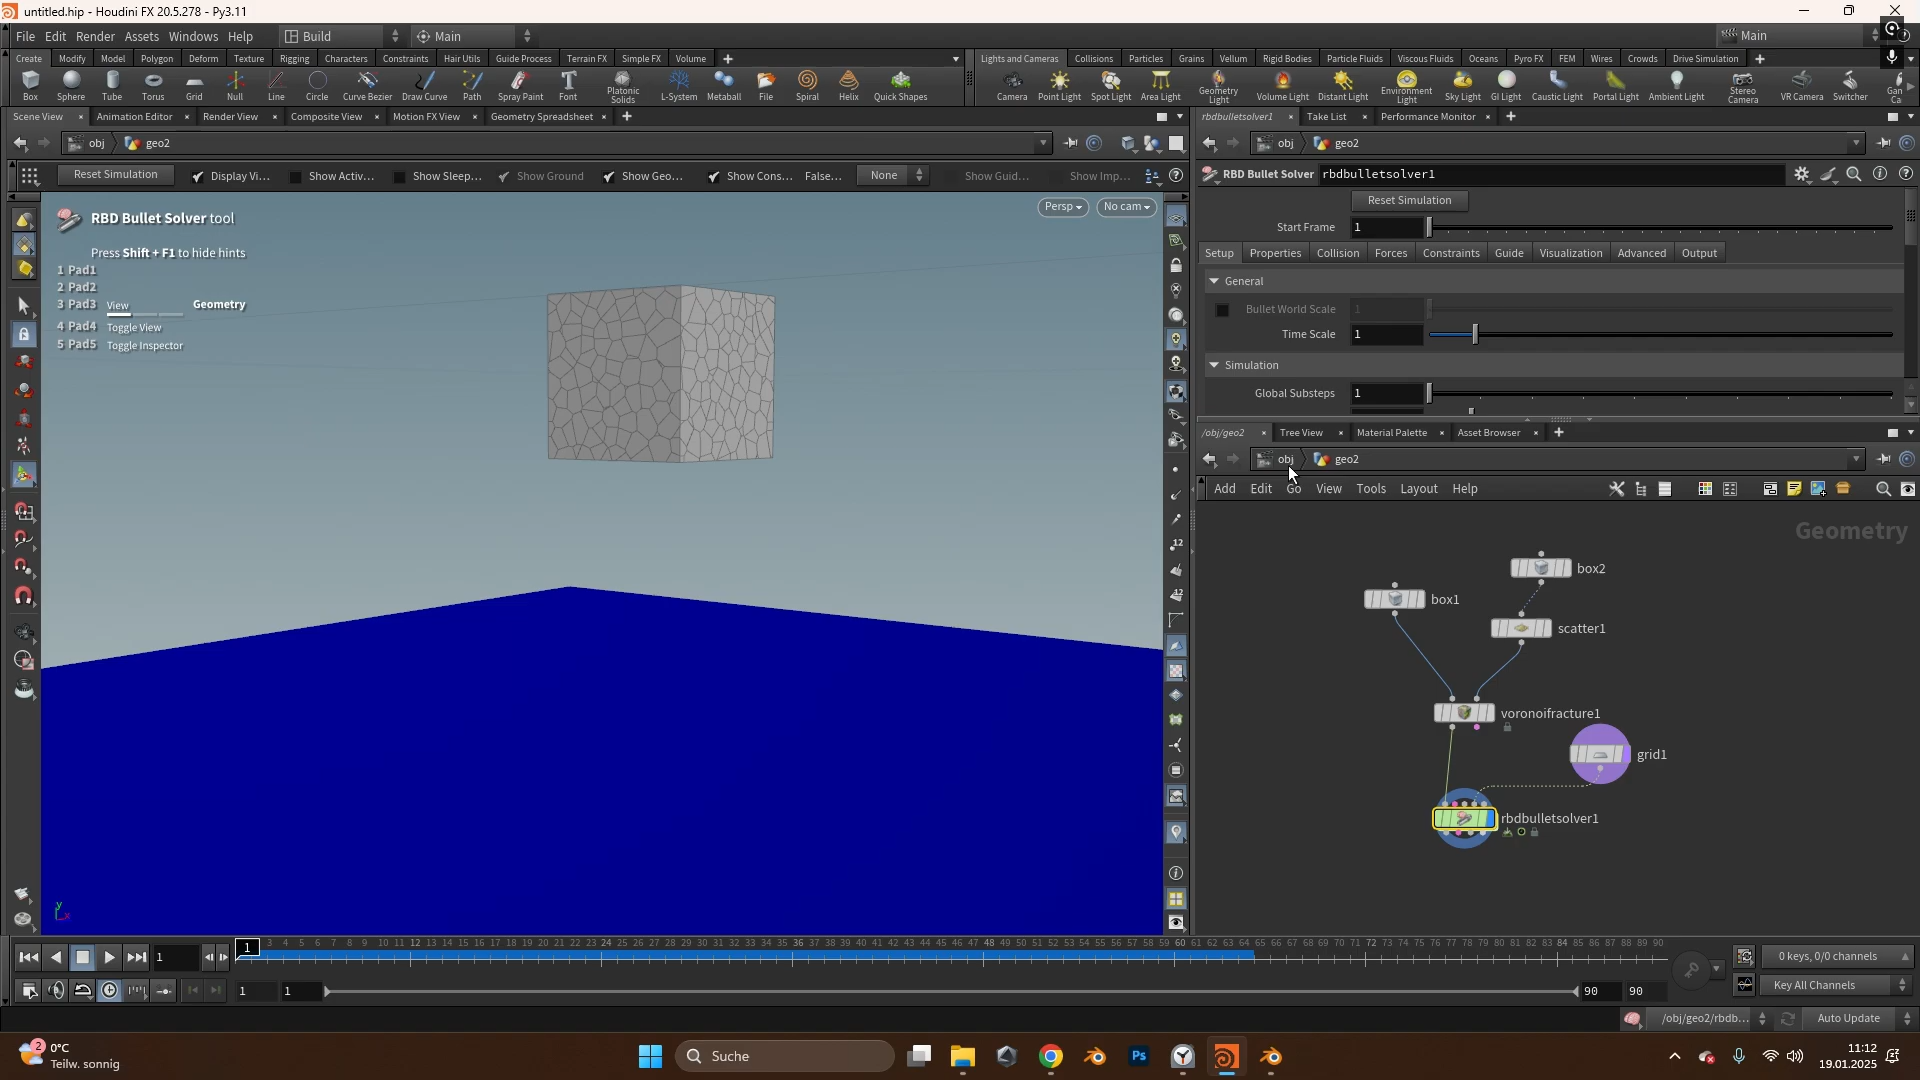 untitled.hip - Houdini FX 20.5.278 - Py3.11
File Edit Render Assets Windows Help Build Main Main
Create Modify Model Polygon Deform Texture Rigging Characters Constraints Hair Utils Guide Process Terrain FX Simple FX Volume
Lights and Cameras Collisions Particles Grains Vellum Rigid Bodies Particle Fluids Viscous Fluids Oceans Pyro FX FEM Wires Crowds Drive Simulation
Box Sphere Tube Torus Grid Null Line Circle Curve Bezier Draw Curve Path Spray Paint Font Platonic Solids L-System Metaball File Spiral Helix Quick Shapes
Camera Point Light Spot Light Area Light Geometry Light Volume Light Distant Light Environment Light Sky Light GI Light Caustic Light Portal Light Ambient Light Stereo Camera VR Camera Switcher Gan Ca
Scene View Animation Editor Render View Composite View Motion FX View Geometry Spreadsheet
rbdbulletsolver1 Take List Performance Monitor
obj geo2
obj geo2
Reset Simulation Display Vi... Show Activ... Show Sleep... Show Ground Show Geo... Show Cons... False... None Show Guid... Show Imp...
RBD Bullet Solver rbdbulletsolver1
Reset Simulation
Start Frame 1
Setup Properties Collision Forces Constraints Guide Visualization Advanced Output
General
Bullet World Scale 1
Time Scale 1
Simulation
Global Substeps 1
RBD Bullet Solver tool
Persp No cam
Press Shift + F1 to hide hints
1 Pad1
2 Pad2
3 Pad3 View Geometry
4 Pad4 Toggle View
5 Pad5 Toggle Inspector
/obj/geo2 Tree View Material Palette Asset Browser
obj geo2
Add Edit Go View Tools Layout Help
Geometry
box2
box1
scatter1
voronoifracture1
grid1
rbdbulletsolver1
12
12
y
x
1
1 3 4 5 6 7 8 9 10 11 12 13 14 15 16 17 18 19 20 21 22 23 24 25 26 27 28 29 30 31 32 33 34 35 36 37 38 39 40 41 42 43 44 45 46 47 48 49 50 51 52 53 54 55 56 57 58 59 60 61 62 63 64 65 66 67 68 69 70 71 72 73 74 75 76 77 78 79 80 81 82 83 84 85 86 87 88 89 90
0 keys, 0/0 channels
1 1 90 90
Key All Channels
/obj/geo2/rbdb... Auto Update
2
0°C
Teilw. sonnig
Suche
Ps
11:12
19.01.2025